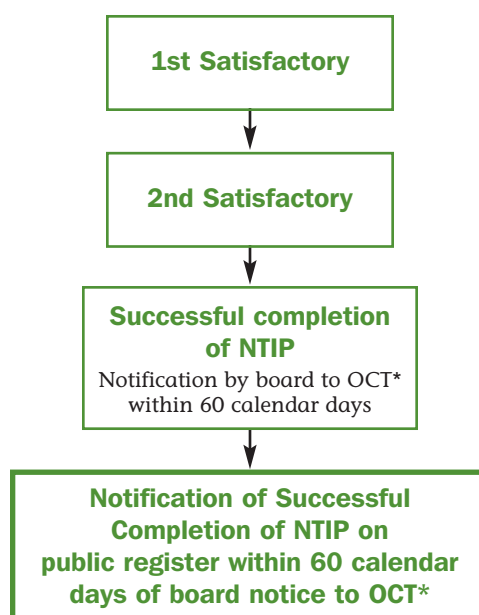 1st Satisfactory
2nd Satisfactory
Successful completion
of NTIP
Notification by board to OCT*
within 60 calendar days
Notification of Successful
Completion of NTIP on
public register within 60 calendar
days of board notice to OCT*